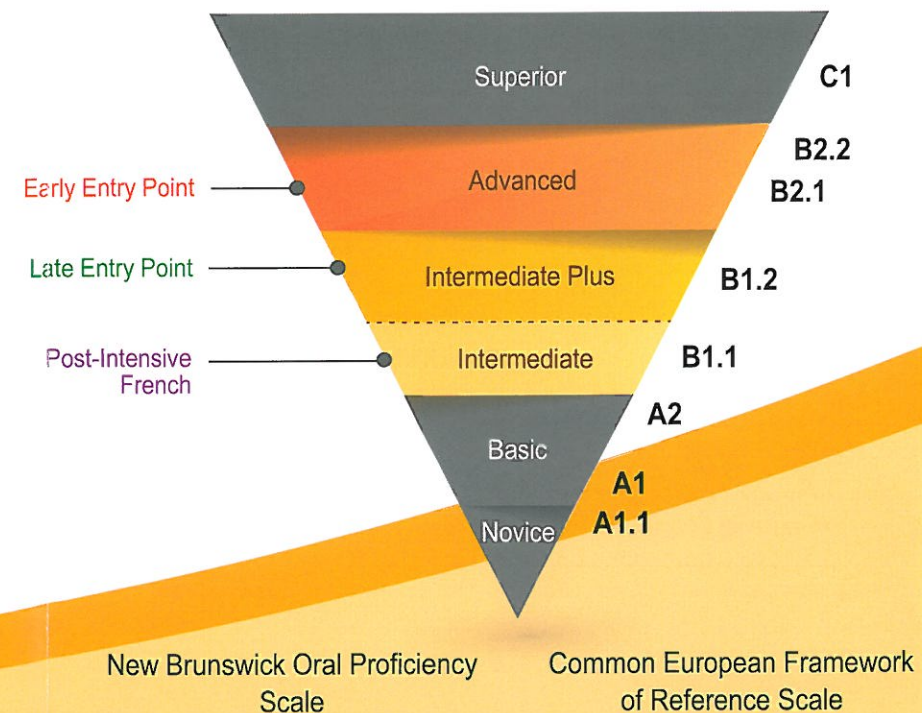 Superior
C1
Advanced
B2.2
B2.1
Early Entry Point
Late Entry Point
Intermediate Plus
B1.2
Post-Intensive
French
Intermediate
B1.1
A2
Basic
A1
Novice
A1.1
New Brunswick Oral Proficiency
Scale
Common European Framework
of Reference Scale